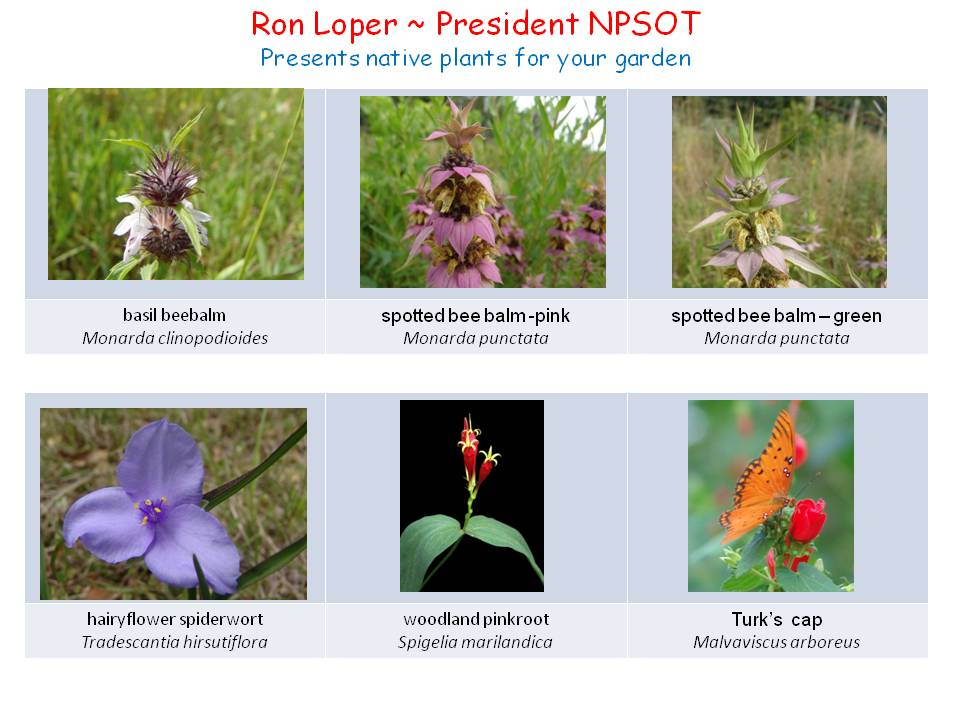 Ron Loper ~ President NPSOT
Presents native plants for your garden
basil beebalm
Monarda clinopodioides
spotted bee balm-pink
Monarda punctata
spotted bee balm – green
Monarda punctata
hairyflower spiderwort
Tradescantia hirsutiflora
woodland pinkroot
Spigelia marilandica
Turk's cap
Malvaviscus arboreus